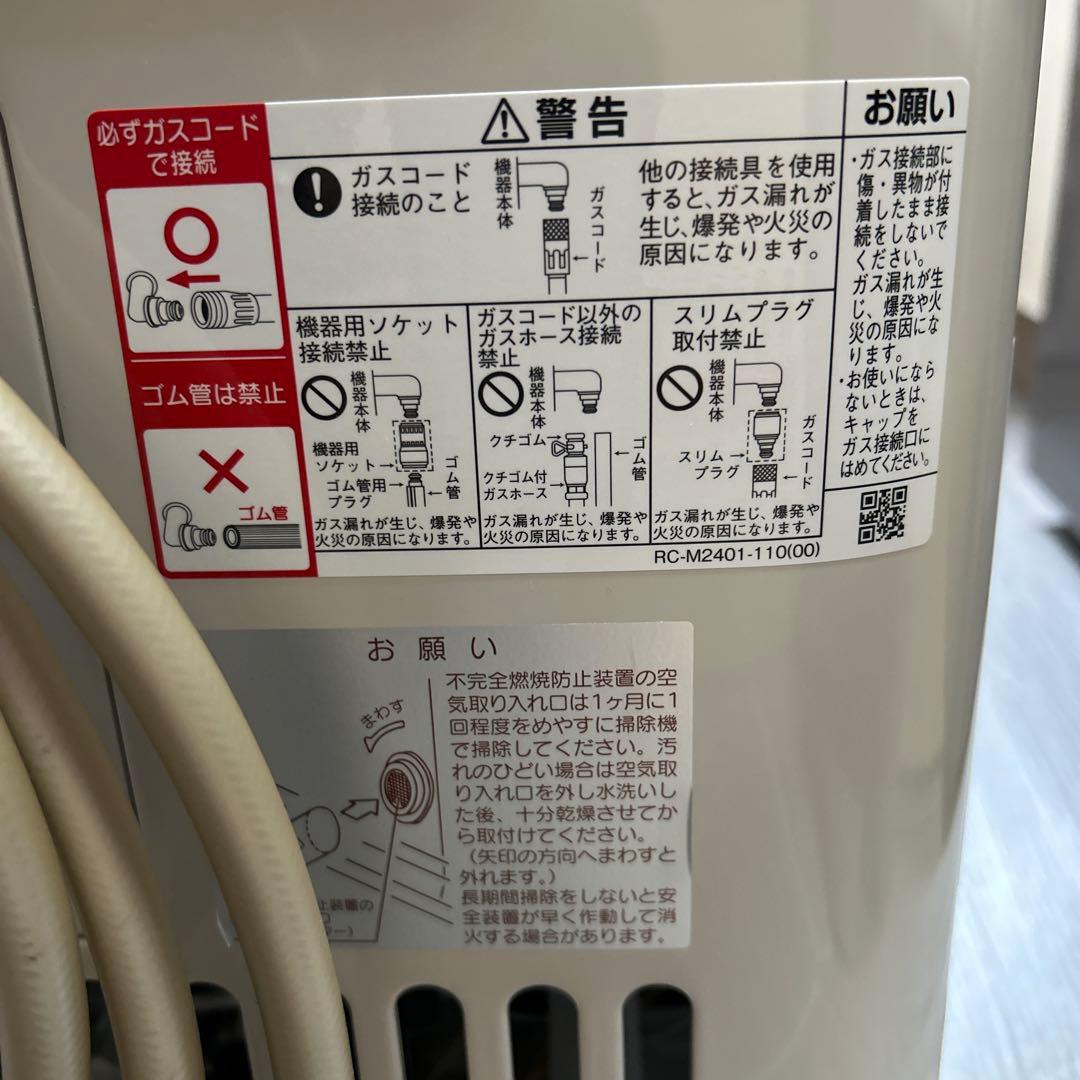 必ずガスコード
で接続
ゴム管は禁止
ゴム管
警告
ガスコード
接続のこと
機器本体
ガスコード
他の接続具を使用
すると、ガス漏れが
生じ、爆発や火災の
原因になります。
機器用ソケット
接続禁止
機器本体
機器用
ソケット
ゴム管用
プラグ
ゴム管
ガス漏れが生じ、爆発や
火災の原因になります。
ガスコード以外の
ガスホース接続
禁止
機器本体
クチゴム
クチゴム付
ガスホース
ゴム管
ガス漏れが生じ、爆発や
火災の原因になります。
スリムプラグ
取付禁止
機器本体
スリム
プラグ
ガスコード
ガス漏れが生じ、爆発や
火災の原因になります。
RC-M2401-110(00)
お願い
・ガス接続部に
傷・異物が付
着したまま接
続をしないで
ください。
ガス漏れが生
じ、爆発や火
災の原因にな
ります。
・お使いになら
ないときは、
キャップを
ガス接続口に
はめてください。
お願い
まわす
止装置の
口
ー)
不完全燃焼防止装置の空
気取り入れ口は1ヶ月に1
回程度をめやすに掃除機
で掃除してください。汚
れのひどい場合は空気取
り入れ口を外し水洗いし
た後、十分乾燥させてか
ら取付けてください。
(矢印の方向へまわすと
外れます。)
長期間掃除をしないと安
全装置が早く作動して消
火する場合があります。